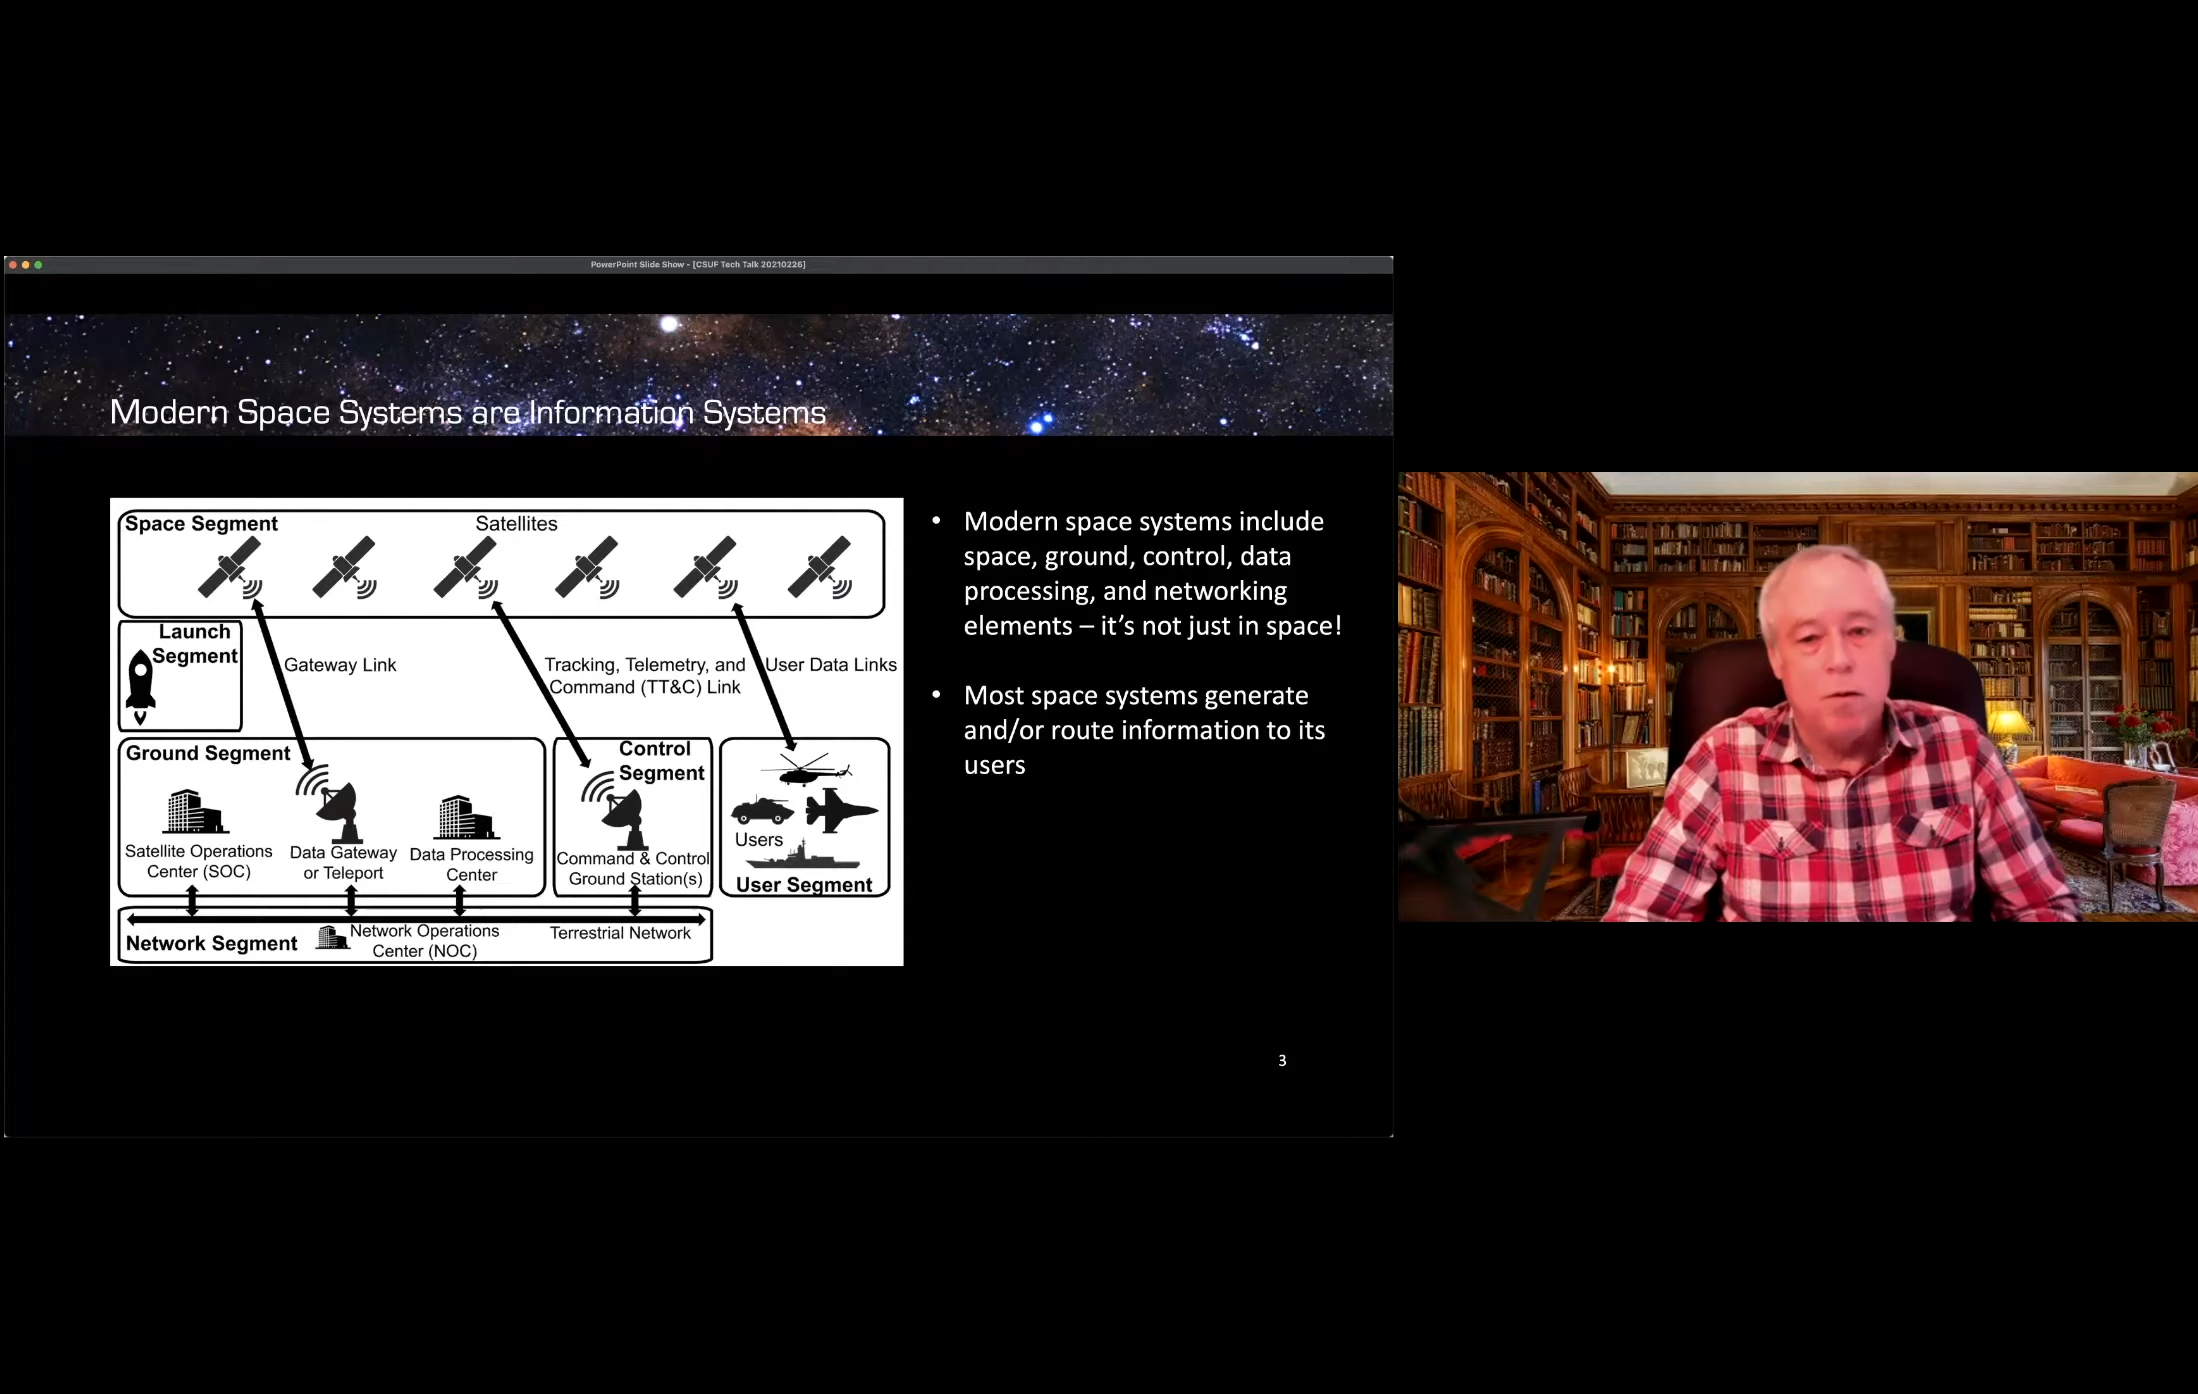 PowerPoint Slide Show - [CSUF Tech Talk 20210226]
Modern Space Systems are Information Systems
Space Segment
Satellites
Launch
Segment
Gateway Link
Tracking, Telemetry, and
Command (TT&C) Link
User Data Links
Ground Segment
Satellite Operations
Center (SOC)
Data Gateway
or Teleport
Data Processing
Center
Control
Segment
Command & Control
Ground Station(s)
Users
User Segment
Network Segment
Network Operations
Center (NOC)
Terrestrial Network
• Modern space systems include
space, ground, control, data
processing, and networking
elements – it’s not just in space!
• Most space systems generate
and/or route information to its
users
3